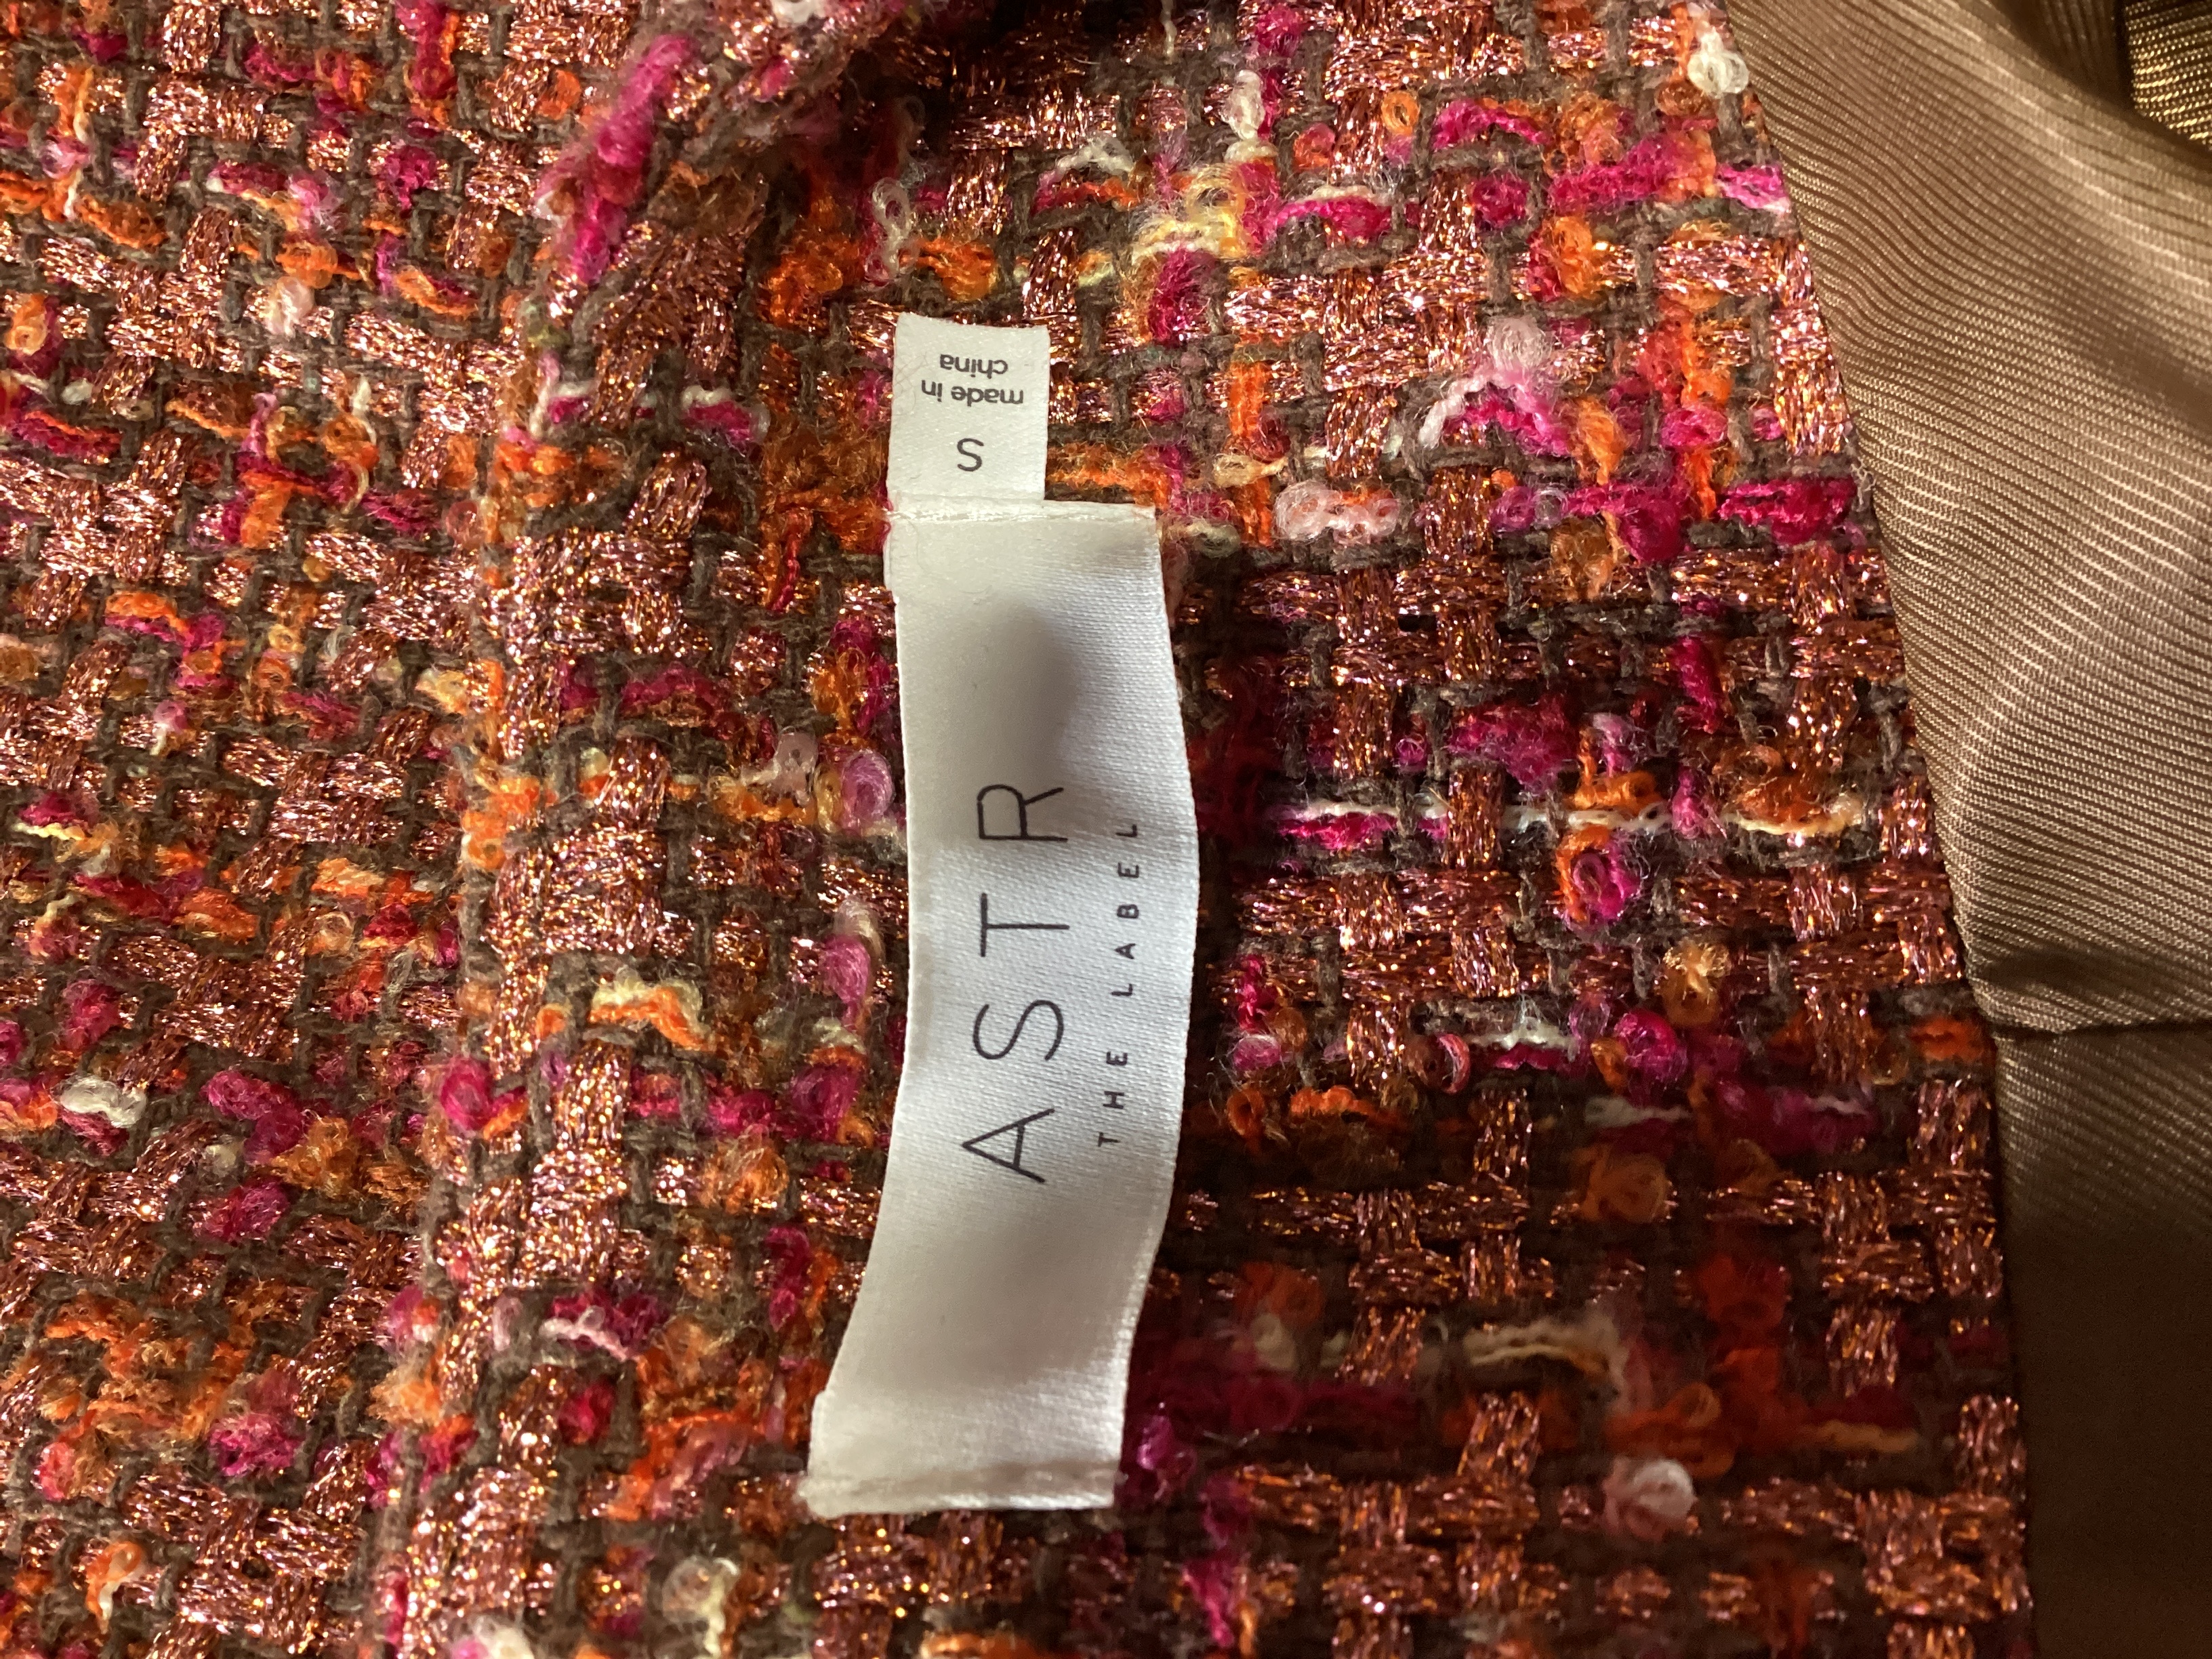 ASTR
THE LABEL
S
made in
china